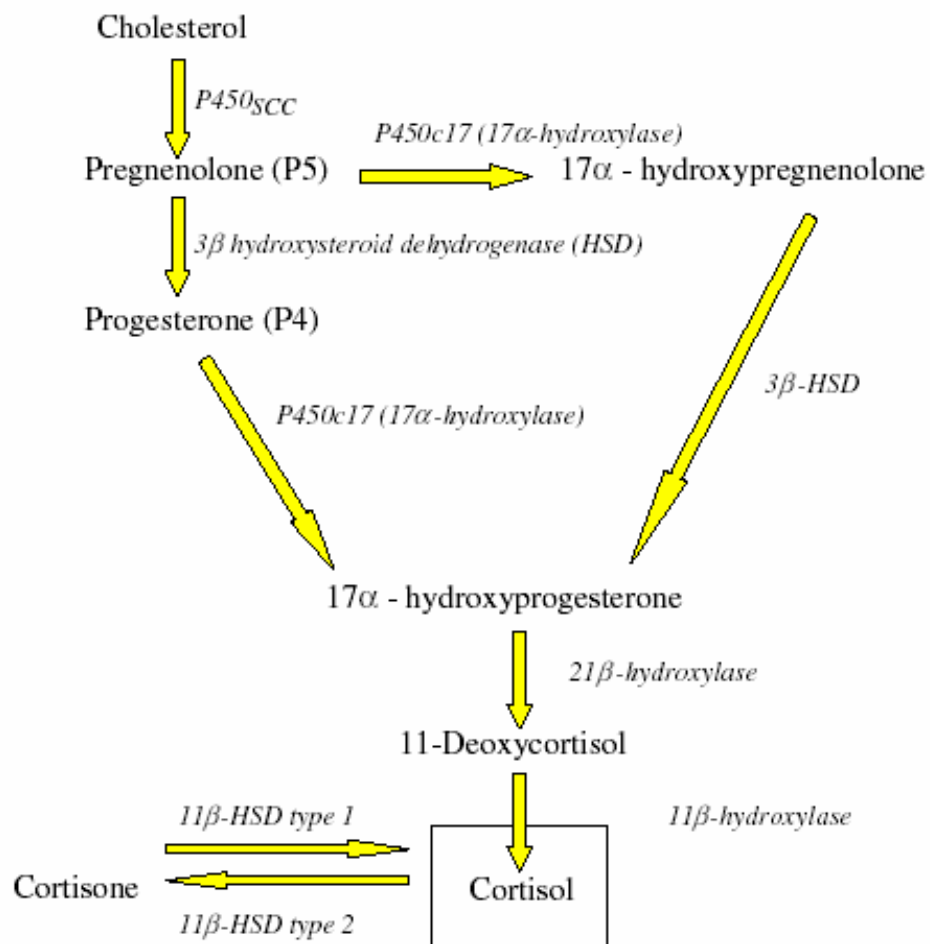 Cholesterol
P450SCC
P450c17 (17α-hydroxylase)
Pregnenolone (P5)
17α - hydroxypregnenolone
3β hydroxysteroid dehydrogenase (HSD)
Progesterone (P4)
3β-HSD
P450c17 (17α-hydroxylase)
17α - hydroxyprogesterone
21β-hydroxylase
11-Deoxycortisol
11β-HSD type 1
11β-hydroxylase
Cortisone
Cortisol
11β-HSD type 2